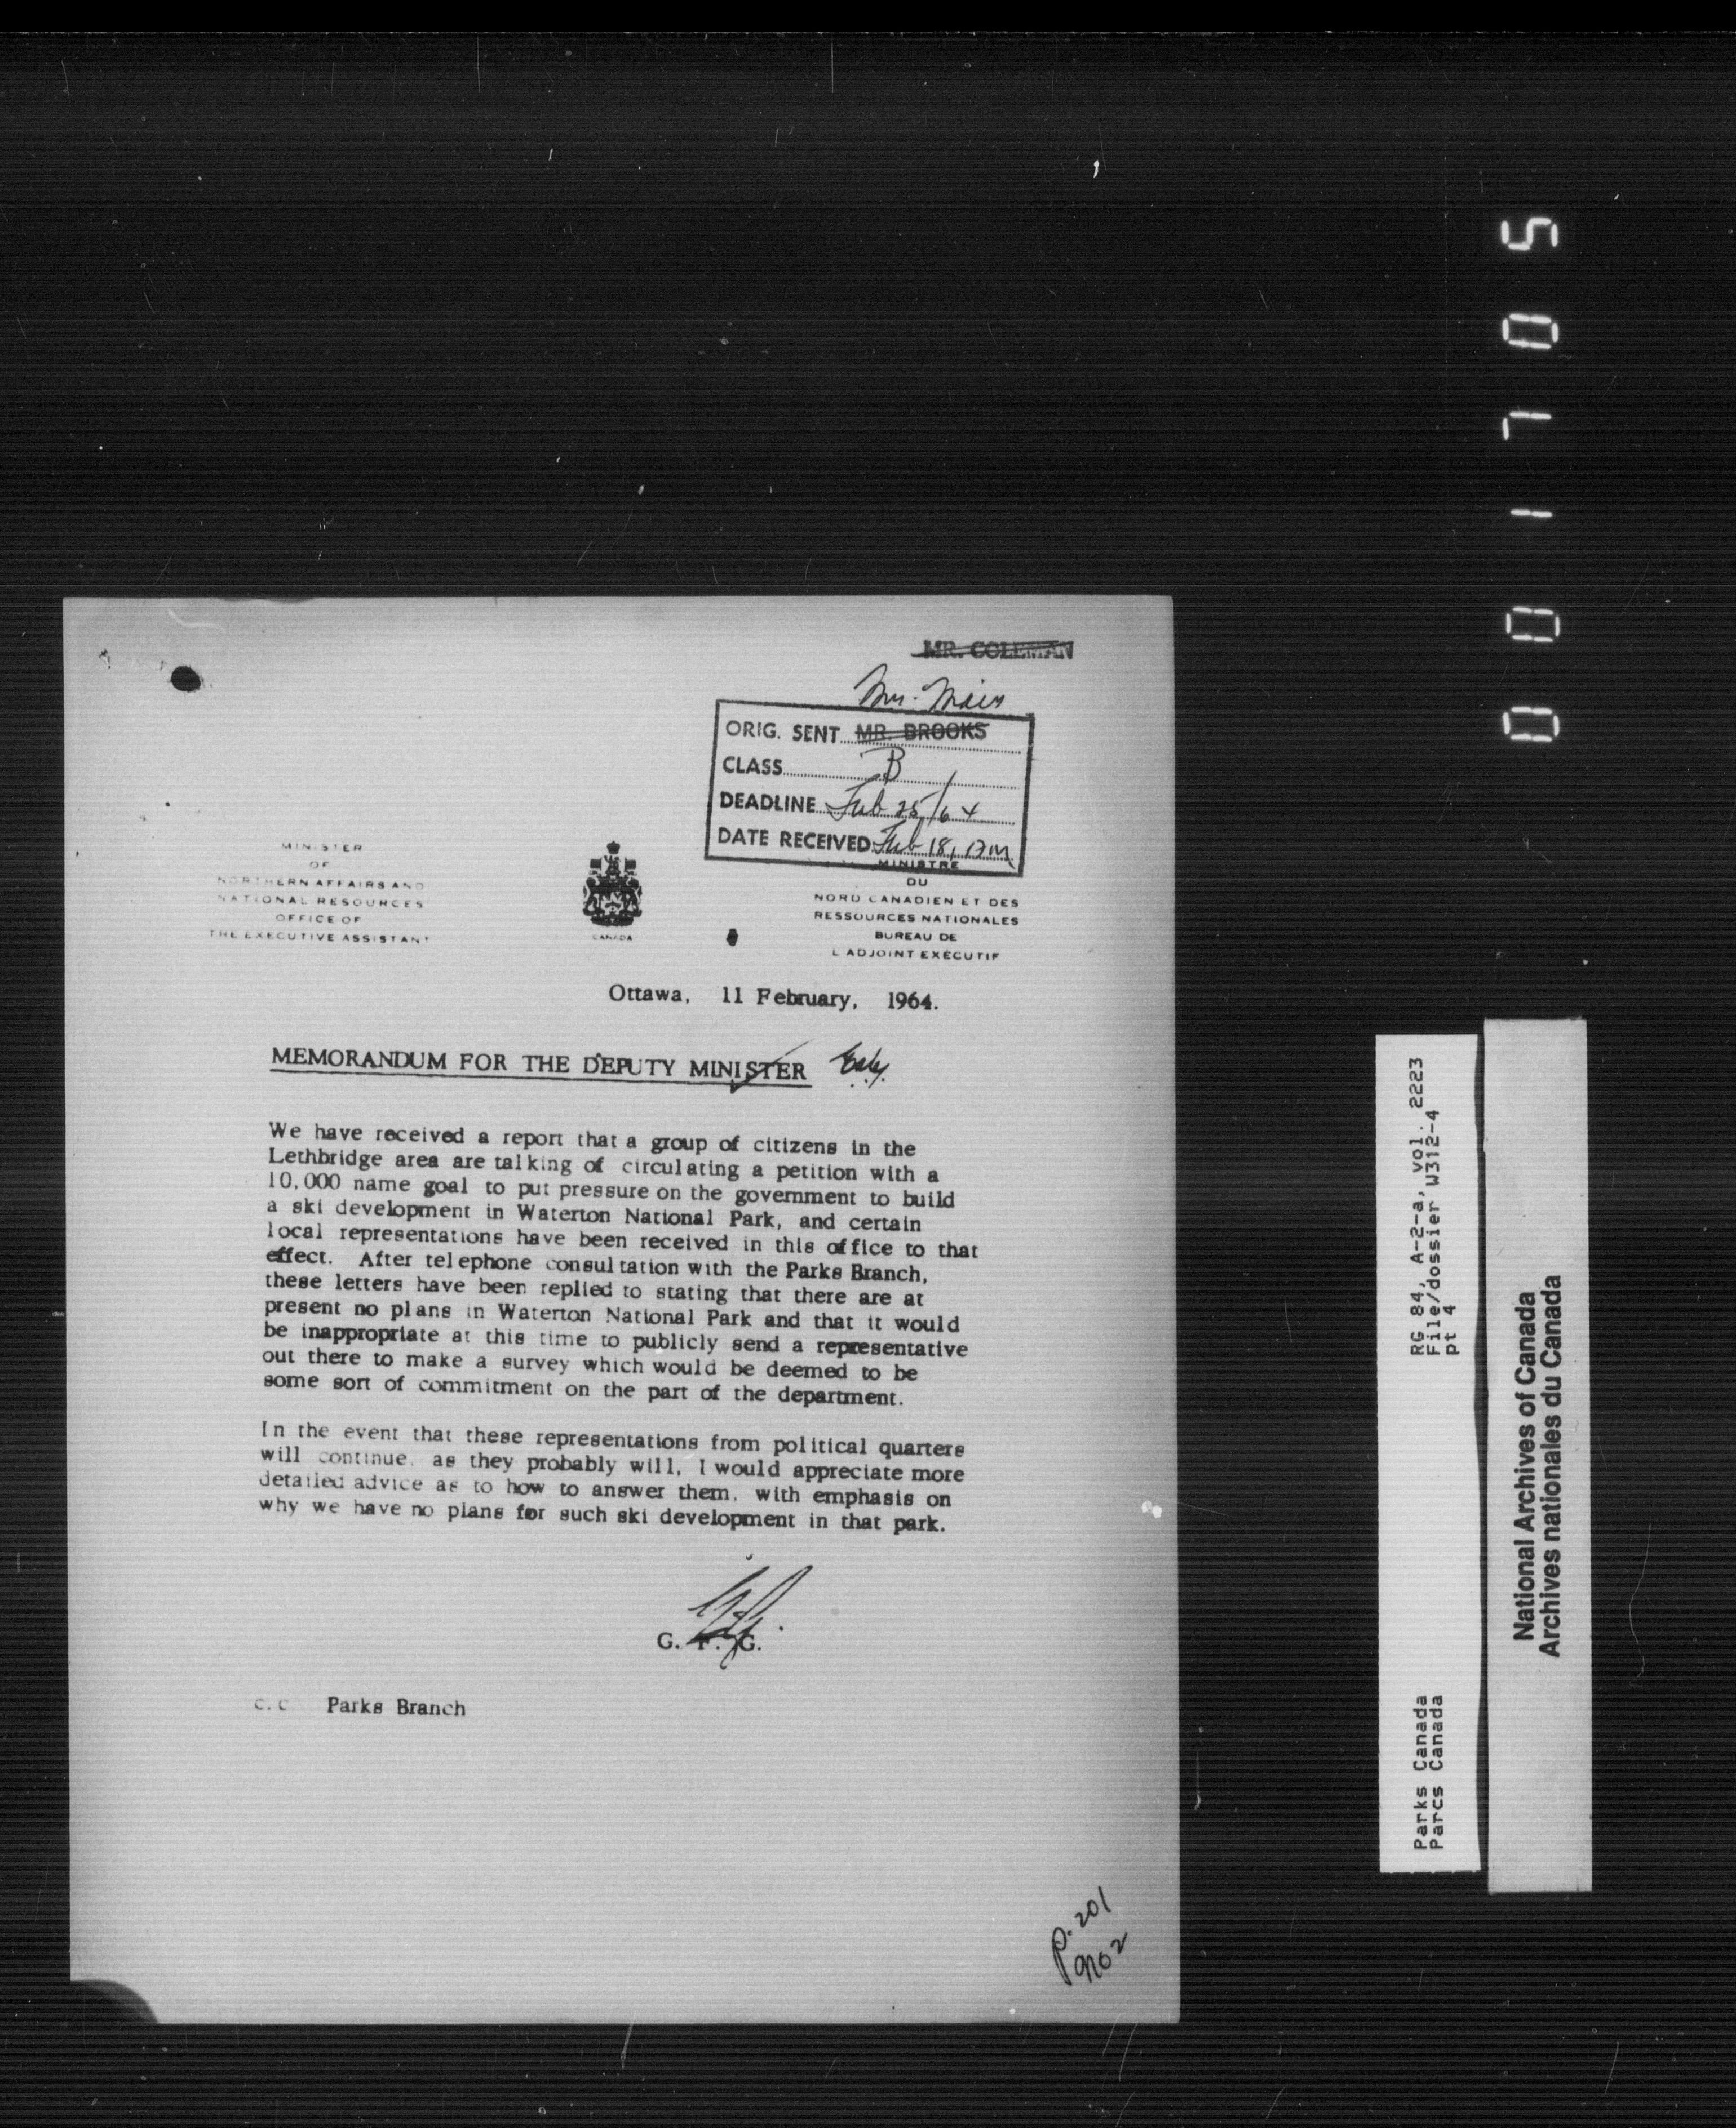 MR. COLEMAN
Mr. Mair
ORIG. SENT MR. BROOKS
CLASS B
DEADLINE Feb 25/64
DATE RECEIVED Feb 18,
MINISTER
OF
NORTHERN AFFAIRS AND
NATIONAL RESOURCES
OFFICE OF
THE EXECUTIVE ASSISTANT
CANADA
MINISTRE
DU
NORD CANADIEN ET DES
RESSOURCES NATIONALES
BUREAU DE
L'ADJOINT EXÉCUTIF
Ottawa, 11 February, 1964.
MEMORANDUM FOR THE DEPUTY MINISTER
We have received a report that a group of citizens in the
Lethbridge area are talking of circulating a petition with a
10,000 name goal to put pressure on the government to build
a ski development in Waterton National Park, and certain
local representations have been received in this office to that
effect. After telephone consultation with the Parks Branch,
these letters have been replied to stating that there are at
present no plans in Waterton National Park and that it would
be inappropriate at this time to publicly send a representative
out there to make a survey which would be deemed to be
some sort of commitment on the part of the department.
In the event that these representations from political quarters
will continue, as they probably will, I would appreciate more
detailed advice as to how to answer them, with emphasis on
why we have no plans for such ski development in that park.
G. F. G.
c. c. Parks Branch
p. 201
9702
001705
Parks Canada RG 84, A-2-a, vol. 2223
Parcs Canada File/dossier W312-4
pt 4
National Archives of Canada
Archives nationales du Canada